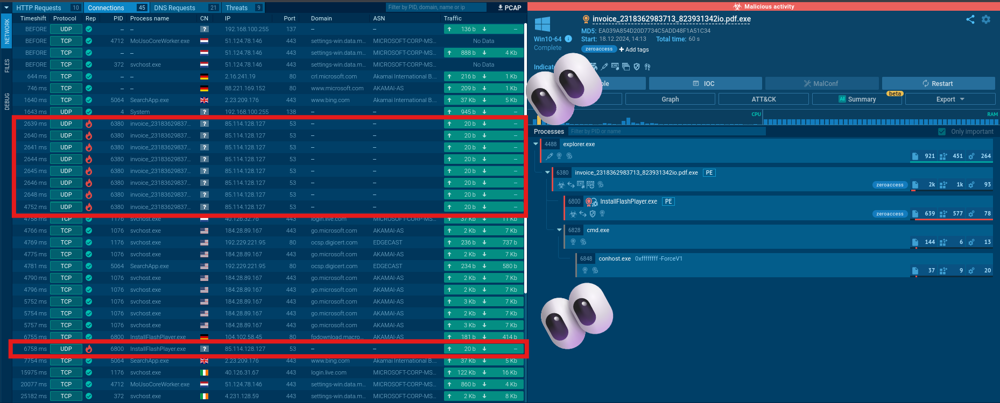 HTTP Requests 10 Connections 45 DNS Requests 21 Threats 9 Filter by PID, domain, name or ip PCAP
Timeshift Protocol Rep PID Process name CN IP Port Domain ASN Traffic
BEFORE UDP – – ? 192.168.100.255 137 – – 136 b –
BEFORE TCP 4712 MoUsoCoreWorker.exe 51.124.78.146 443 settings-win.data.m... MICROSOFT-CORP-MS... No Data
BEFORE TCP – – 51.124.78.146 443 settings-win.data.m... MICROSOFT-CORP-MS... 888 b 4 Kb
BEFORE TCP 372 svchost.exe 51.124.78.146 443 settings-win.data.m... MICROSOFT-CORP-MS... No Data
644 ms TCP – – 2.16.241.19 80 crl.microsoft.com Akamai International B... 216 b 1 Kb
746 ms TCP – – 88.221.169.152 80 www.microsoft.com AKAMAI-AS 209 b 1 Kb
1640 ms TCP 5064 SearchApp.exe 2.23.209.176 443 www.bing.com Akamai International B... 37 Kb 5 Kb
1643 ms UDP 4 System ? 192.168.100.255 138 – – 945 b –
2639 ms UDP 6380 invoice_23183629837... ? 85.114.128.127 53 – – 20 b –
2640 ms UDP 6380 invoice_23183629837... ? 85.114.128.127 53 – – 20 b –
2641 ms UDP 6380 invoice_23183629837... ? 85.114.128.127 53 – – 20 b –
2644 ms UDP 6380 invoice_23183629837... ? 85.114.128.127 53 – – 20 b –
2645 ms UDP 6380 invoice_23183629837... ? 85.114.128.127 53 – – 20 b –
2646 ms UDP 6380 invoice_23183629837... ? 85.114.128.127 53 – – 20 b –
2648 ms UDP 6380 invoice_23183629837... ? 85.114.128.127 53 – – 20 b –
4752 ms UDP 6380 invoice_23183629837... ? 85.114.128.127 53 – – 20 b –
4758 ms TCP 1176 svchost.exe 40.126.32.76 443 login.live.com MICROSOFT-CORP-MS... 37 Kb 11 Kb
4766 ms TCP 1076 svchost.exe 184.28.89.167 443 go.microsoft.com AKAMAI-AS 2 Kb 7 Kb
4769 ms TCP 1176 svchost.exe 192.229.221.95 80 ocsp.digicert.com EDGECAST 236 b 737 b
4775 ms TCP 1076 svchost.exe 184.28.89.167 443 go.microsoft.com AKAMAI-AS 2 Kb 7 Kb
4781 ms TCP 5064 SearchApp.exe 192.229.221.95 80 ocsp.digicert.com EDGECAST 234 b 580 b
4790 ms TCP 1076 svchost.exe 184.28.89.167 443 go.microsoft.com AKAMAI-AS 2 Kb 7 Kb
4796 ms TCP 1076 svchost.exe 184.28.89.167 443 go.microsoft.com AKAMAI-AS 2 Kb 7 Kb
5752 ms TCP 1076 svchost.exe 184.28.89.167 443 go.microsoft.com AKAMAI-AS 3 Kb 7 Kb
5754 ms TCP 1076 svchost.exe 184.28.89.167 443 go.microsoft.com AKAMAI-AS 2 Kb 7 Kb
5757 ms TCP 1076 svchost.exe 184.28.89.167 443 go.microsoft.com AKAMAI-AS 3 Kb 7 Kb
6755 ms TCP 6800 InstallFlashPlayer.exe 104.102.58.45 80 fpdownload.macro... AKAMAI-AS 181 b 414 b
6758 ms UDP 6800 InstallFlashPlayer.exe ? 85.114.128.127 53 – – 20 b –
7754 ms TCP 5064 SearchApp.exe 2.23.209.176 443 www.bing.com Akamai International B... 37 Kb 5 Kb
15975 ms TCP 1176 svchost.exe 40.126.31.67 443 login.live.com MICROSOFT-CORP-MS... 122 Kb 16 Kb
20077 ms TCP 4712 MoUsoCoreWorker.exe 51.124.78.146 443 settings-win.data.m... MICROSOFT-CORP-MS... 860 b 4 Kb
25182 ms TCP 372 svchost.exe 4.231.128.59 443 settings-win.data.m... MICROSOFT-CORP-MS... 2 Kb 8 Kb
NETWORK
FILES
DEBUG
Malicious activity
invoice_2318362983713_823931342io.pdf.exe
MD5: EA039A854D20D7734C5ADD48F1A51C34
Win10-64 Start: 18.12.2024, 14:13 Total time: 60 s
Complete
zeroaccess Add tags
IOC MalConf Restart
Graph ATT&CK AI Summary beta Export
CPU RAM
Processes Filter by PID or name Only important
4488 explorer.exe
921 451 264
6380 invoice_2318362983713_823931342io.pdf.exe PE
zeroaccess 2k 1k 93
6800 InstallFlashPlayer.exe PE
zeroaccess 639 577 78
6828 cmd.exe
144 6 13
6848 conhost.exe 0xffffffff -ForceV1
37 9 20